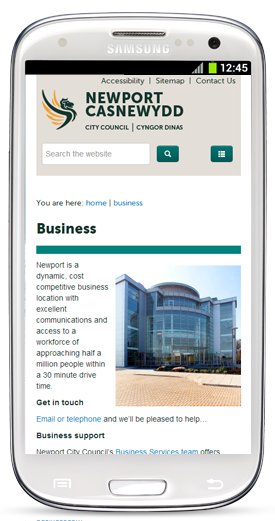 SAMSUNG
12:45
Accessibility | Sitemap | Contact Us
NEWPORT
CASNEWYDD
CITY COUNCIL | CYNGOR DINAS
Search the website
You are here: home | business
Business
Newport is a
dynamic, cost
competitive business
location with
excellent
communications and
access to a
workforce of
approaching half a
million people within
a 30 minute drive
time.
Get in touch
Email or telephone and we'll be pleased to help...
Business support
Newport City Council's Business Services team offers